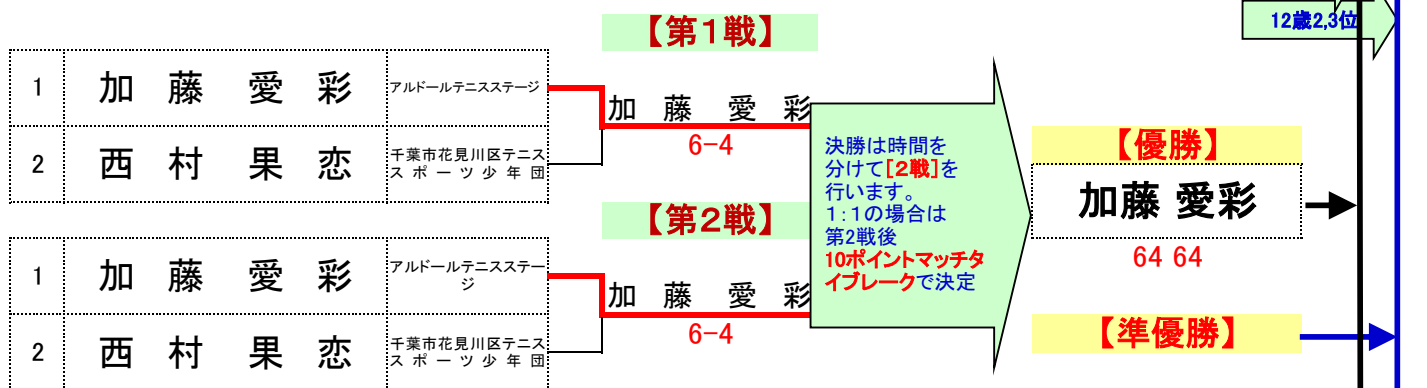 12歳2,3位
【第1戦】
1 加藤 愛彩 アルドールテニスステージ
2 西村 果恋 千葉市花見川区テニス
スポーツ少年団
加藤 愛彩
6-4
【第2戦】
1 加藤 愛彩 アルドールテニスステー
ジ
2 西村 果恋 千葉市花見川区テニス
スポーツ少年団
加藤 愛彩
6-4
決勝は時間を
分けて[2戦]を
行います。
1:1の場合は
第2戦後
10ポイントマッチタ
イブレークで決定
【優勝】
加藤 愛彩
64 64
【準優勝】